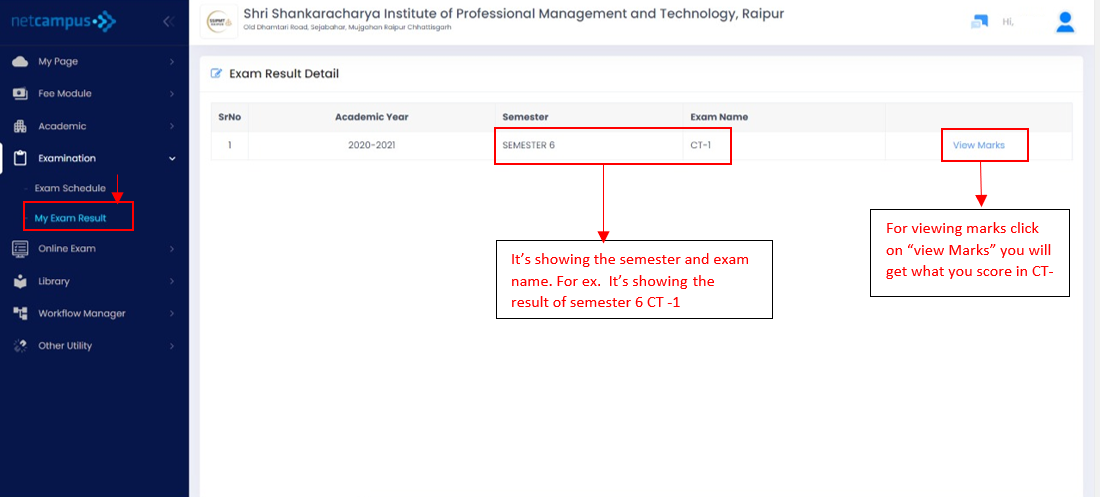 netcampus
Shri Shankaracharya Institute of Professional Management and Technology, Raipur
Old Dhamtari Road, Sejabahar, Mujgahan Raipur Chhattisgarh
Hi,
My Page
Fee Module
Academic
Examination
Exam Schedule
My Exam Result
Online Exam
Library
Workflow Manager
Other Utility
Exam Result Detail
SrNo Academic Year Semester Exam Name
1 2020-2021 SEMESTER 6 CT-1 View Marks
It’s showing the semester and exam
name. For ex.  It’s showing the
result of semester 6 CT -1
For viewing marks click
on “view Marks” you will
get what you score in CT-